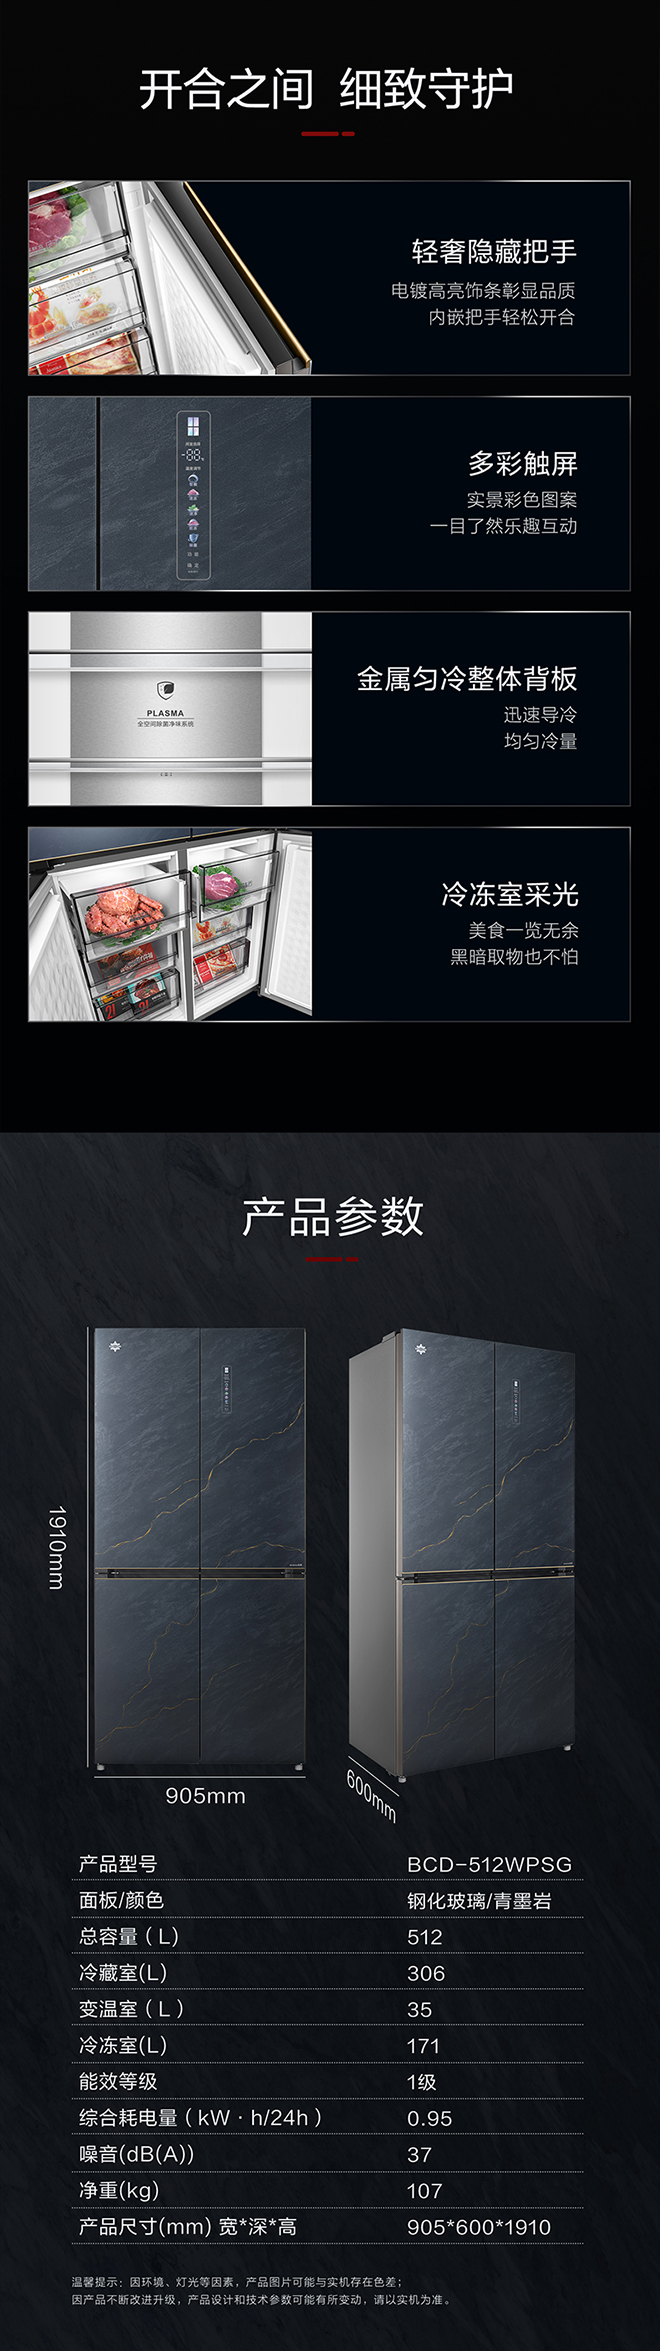 开合之间 细致守护
轻奢隐藏把手
电镀高亮饰条彰显品质
内嵌把手轻松开合
多彩触屏
实景彩色图案
一目了然乐趣互动
金属匀冷整体背板
迅速导冷
均匀冷量
PLASMA
全空间除菌净味系统
冷冻室采光
美食一览无余
黑暗取物也不怕
产品参数
1910mm
905mm
600mm
产品型号 BCD-512WPSG
面板/颜色 钢化玻璃/青墨岩
总容量（L） 512
冷藏室(L) 306
变温室（L） 35
冷冻室(L) 171
能效等级 1级
综合耗电量（kW·h/24h） 0.95
噪音(dB(A)) 37
净重(kg) 107
产品尺寸(mm) 宽*深*高 905*600*1910
温馨提示：因环境、灯光等因素，产品图片可能与实机存在色差；
因产品不断改进升级，产品设计和技术参数可能有所变动，请以实机为准。